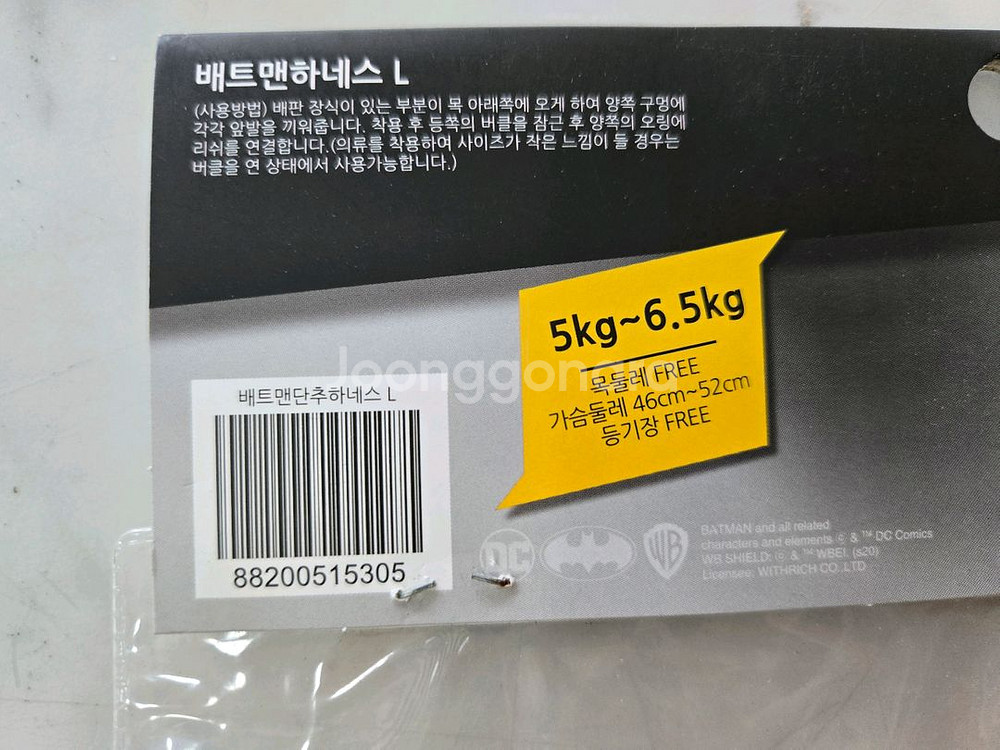 배트맨하네스 L
(사용방법) 배판 장식이 있는 부분이 목 아래쪽에 오게 하여 양쪽 구멍에
각각 앞발을 끼워줍니다. 착용 후 등쪽의 버클을 잠근 후 양쪽의 오링에
리쉬를 연결합니다.(의류를 착용하여 사이즈가 작은 느낌이 들 경우는
버클을 연 상태에서 사용가능합니다.)
5kg~6.5kg
목둘레 FREE
가슴둘레 46cm~52cm
등기장 FREE
Joonggonara
배트맨단추하네스 L
88200515305
DC
WB
BATMAN and all related
characters and elements © & ™ DC Comics
WB SHIELD: © & ™ WBEI. (s20)
Licensee: WITHRICH CO.,LTD